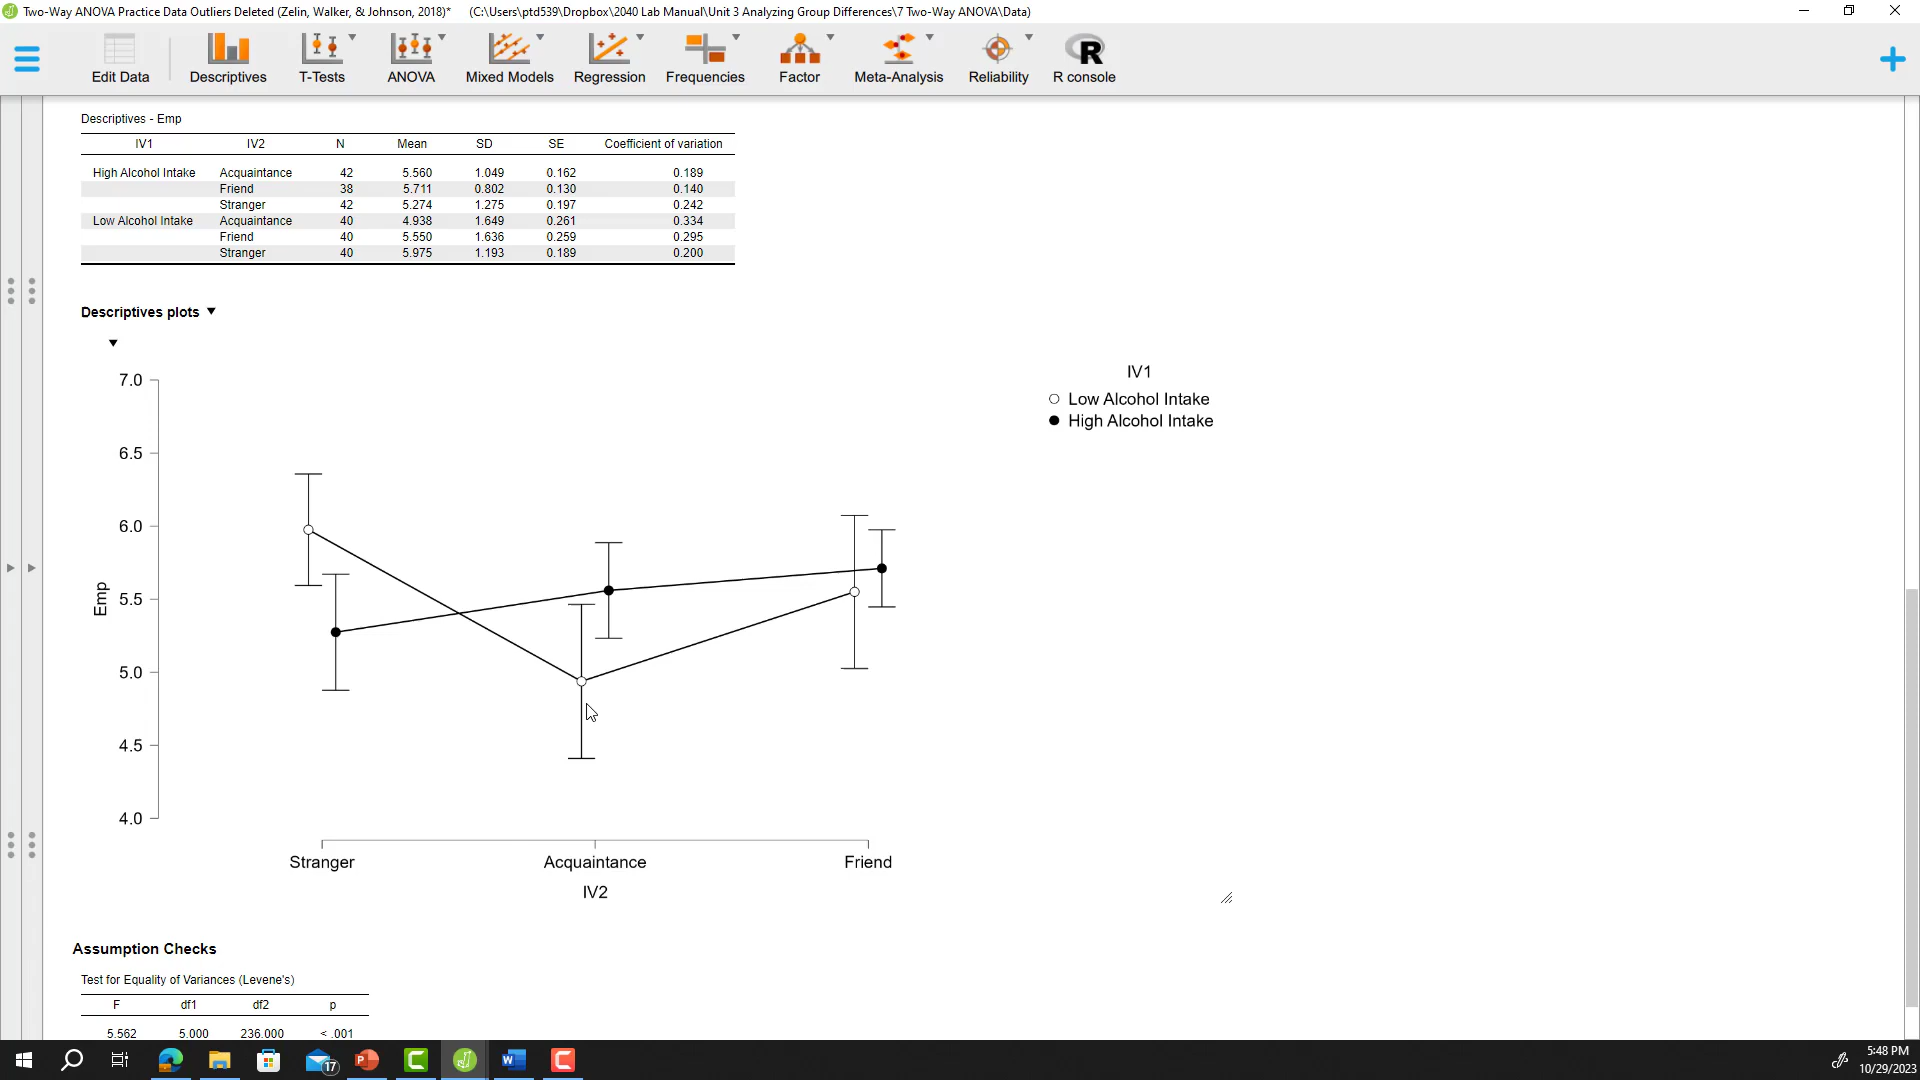 Two-Way ANOVA Practice Data Outliers Deleted (Zelin, Walker, & Johnson, 2018)* (C:\Users\ptd539\Dropbox\2040 Lab Manual\Unit 3 Analyzing Group Differences\7 Two-Way ANOVA\Data)
Edit Data Descriptives T-Tests ANOVA Mixed Models Regression Frequencies Factor Meta-Analysis Reliability R console
Descriptives - Emp
IV1 IV2 N Mean SD SE Coefficient of variation
High Alcohol Intake Acquaintance 42 5.560 1.049 0.162 0.189
Friend 38 5.711 0.802 0.130 0.140
Stranger 42 5.274 1.275 0.197 0.242
Low Alcohol Intake Acquaintance 40 4.938 1.649 0.261 0.334
Friend 40 5.550 1.636 0.259 0.295
Stranger 40 5.975 1.193 0.189 0.200
Descriptives plots
IV1
Low Alcohol Intake
High Alcohol Intake
7.0
6.5
6.0
5.5
5.0
4.5
4.0
Emp
Stranger Acquaintance Friend
IV2
Assumption Checks
Test for Equality of Variances (Levene's)
F df1 df2 p
5.562 5.000 236.000 < .001
17
5:48 PM
10/29/2023